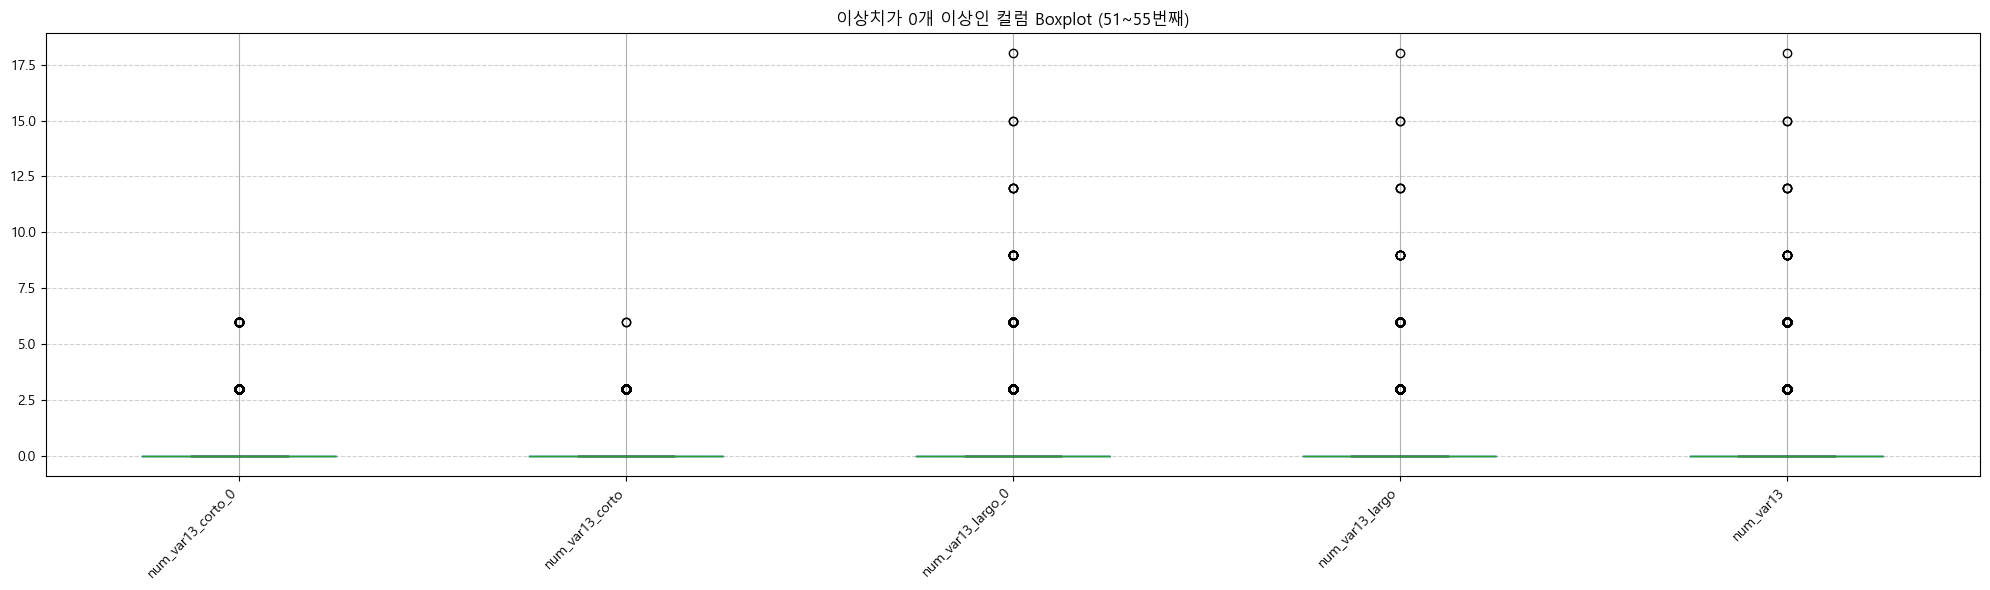 이상치가 0개 이상인 컬럼 Boxplot (51~55번째)
17.5
15.0
12.5
10.0
7.5
5.0
2.5
0.0
num_var13_corto_0
num_var13_corto
num_var13_largo_0
num_var13_largo
num_var13